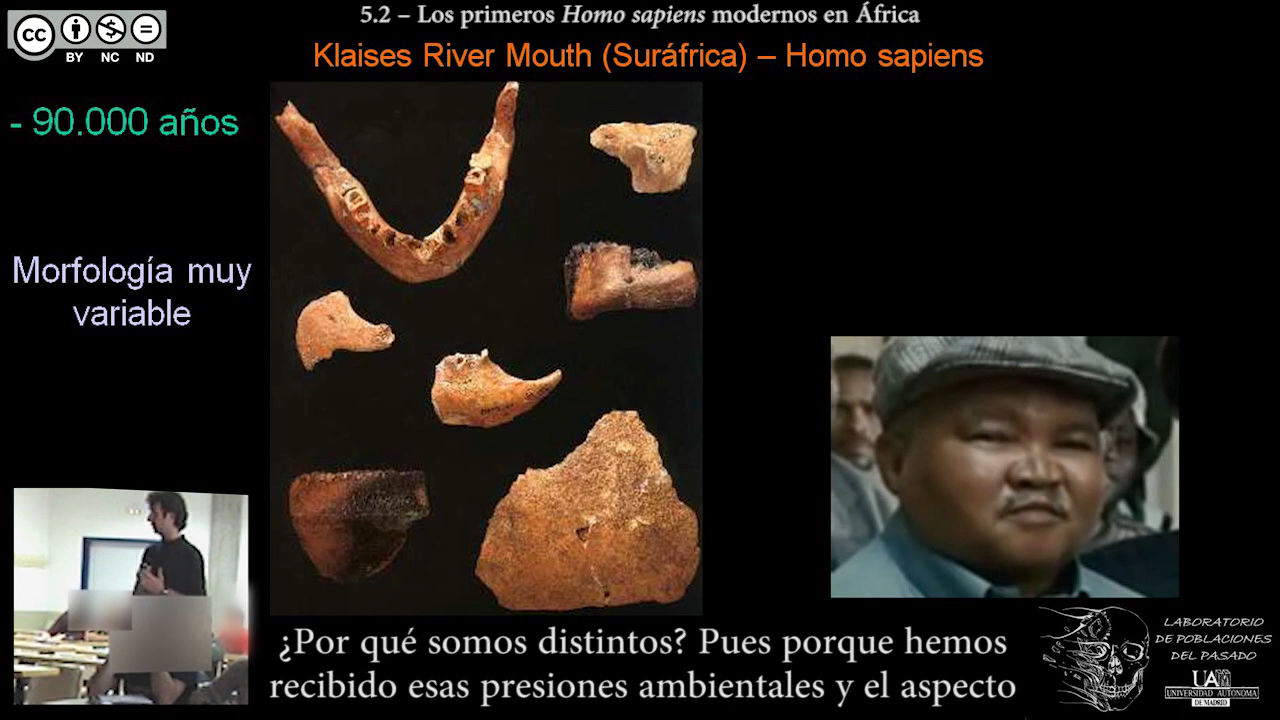 5.2 – Los primeros Homo sapiens modernos en África
CC BY NC ND
Klaises River Mouth (Suráfrica) – Homo sapiens
- 90.000 años
Morfología muy
variable
¿Por qué somos distintos? Pues porque hemos
recibido esas presiones ambientales y el aspecto
LABORATORIO
DE POBLACIONES
DEL PASADO
UAM
UNIVERSIDAD AUTONOMA
DE MADRID